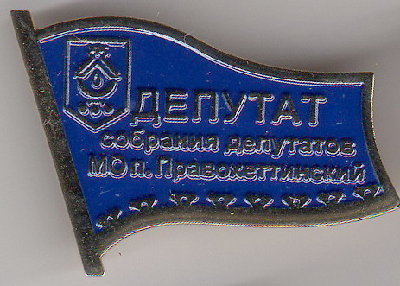 ДЕПУТАТ
собрания депутатов
МО п. Правохеттинский